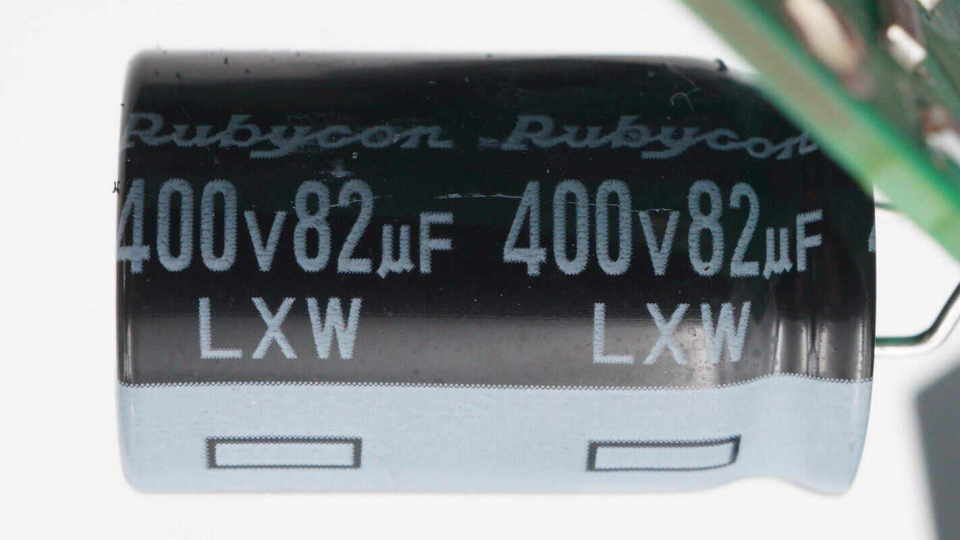 Rubycon Rubycon
400V82µF 400V82µF
LXW LXW